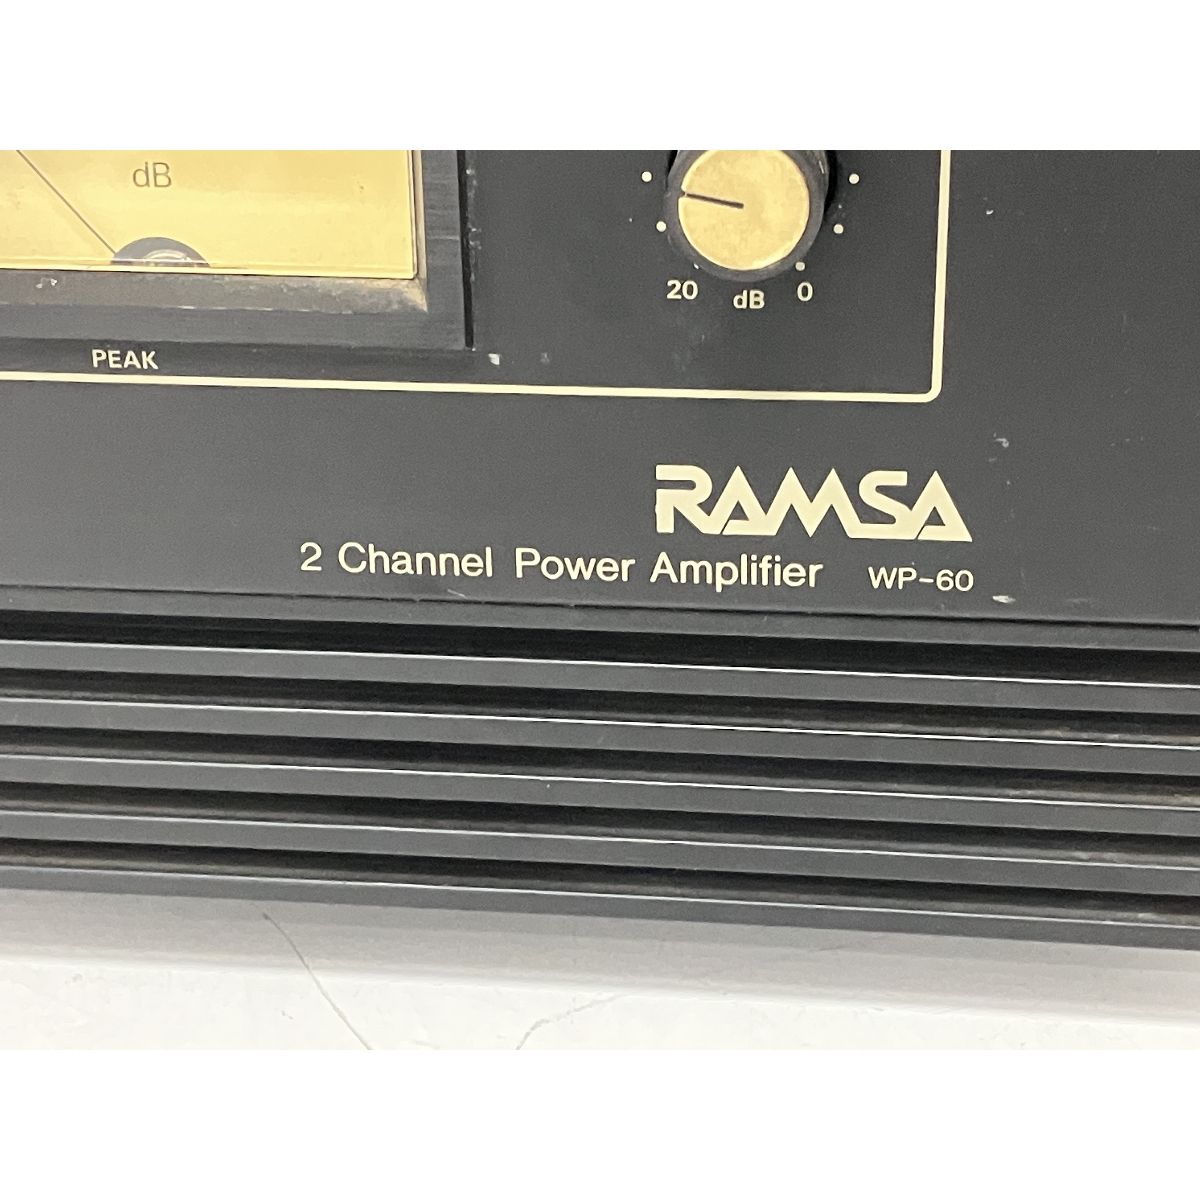 dB
20 dB 0
PEAK
RAMSA
2 Channel Power Amplifier WP-60